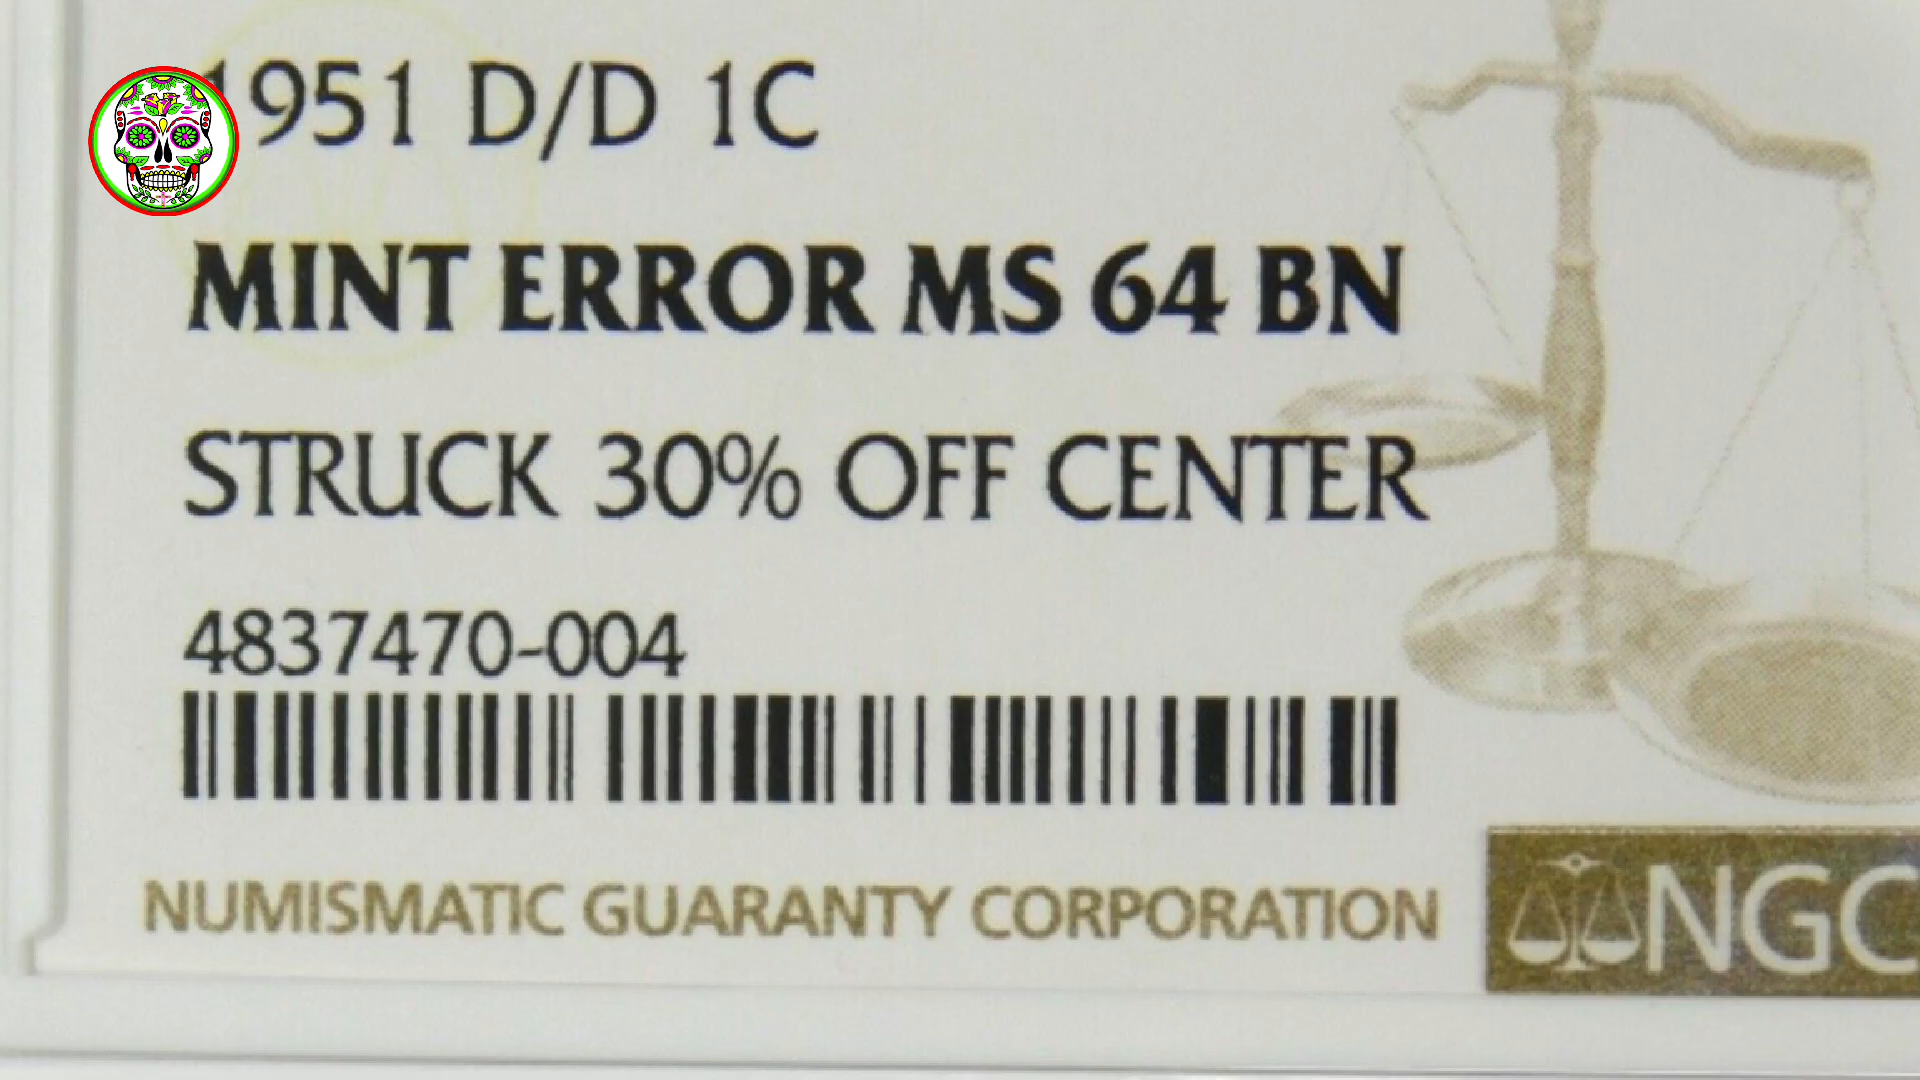 1951 D/D 1C
MINT ERROR MS 64 BN
STRUCK 30% OFF CENTER
4837470-004
NUMISMATIC GUARANTY CORPORATION
NGC